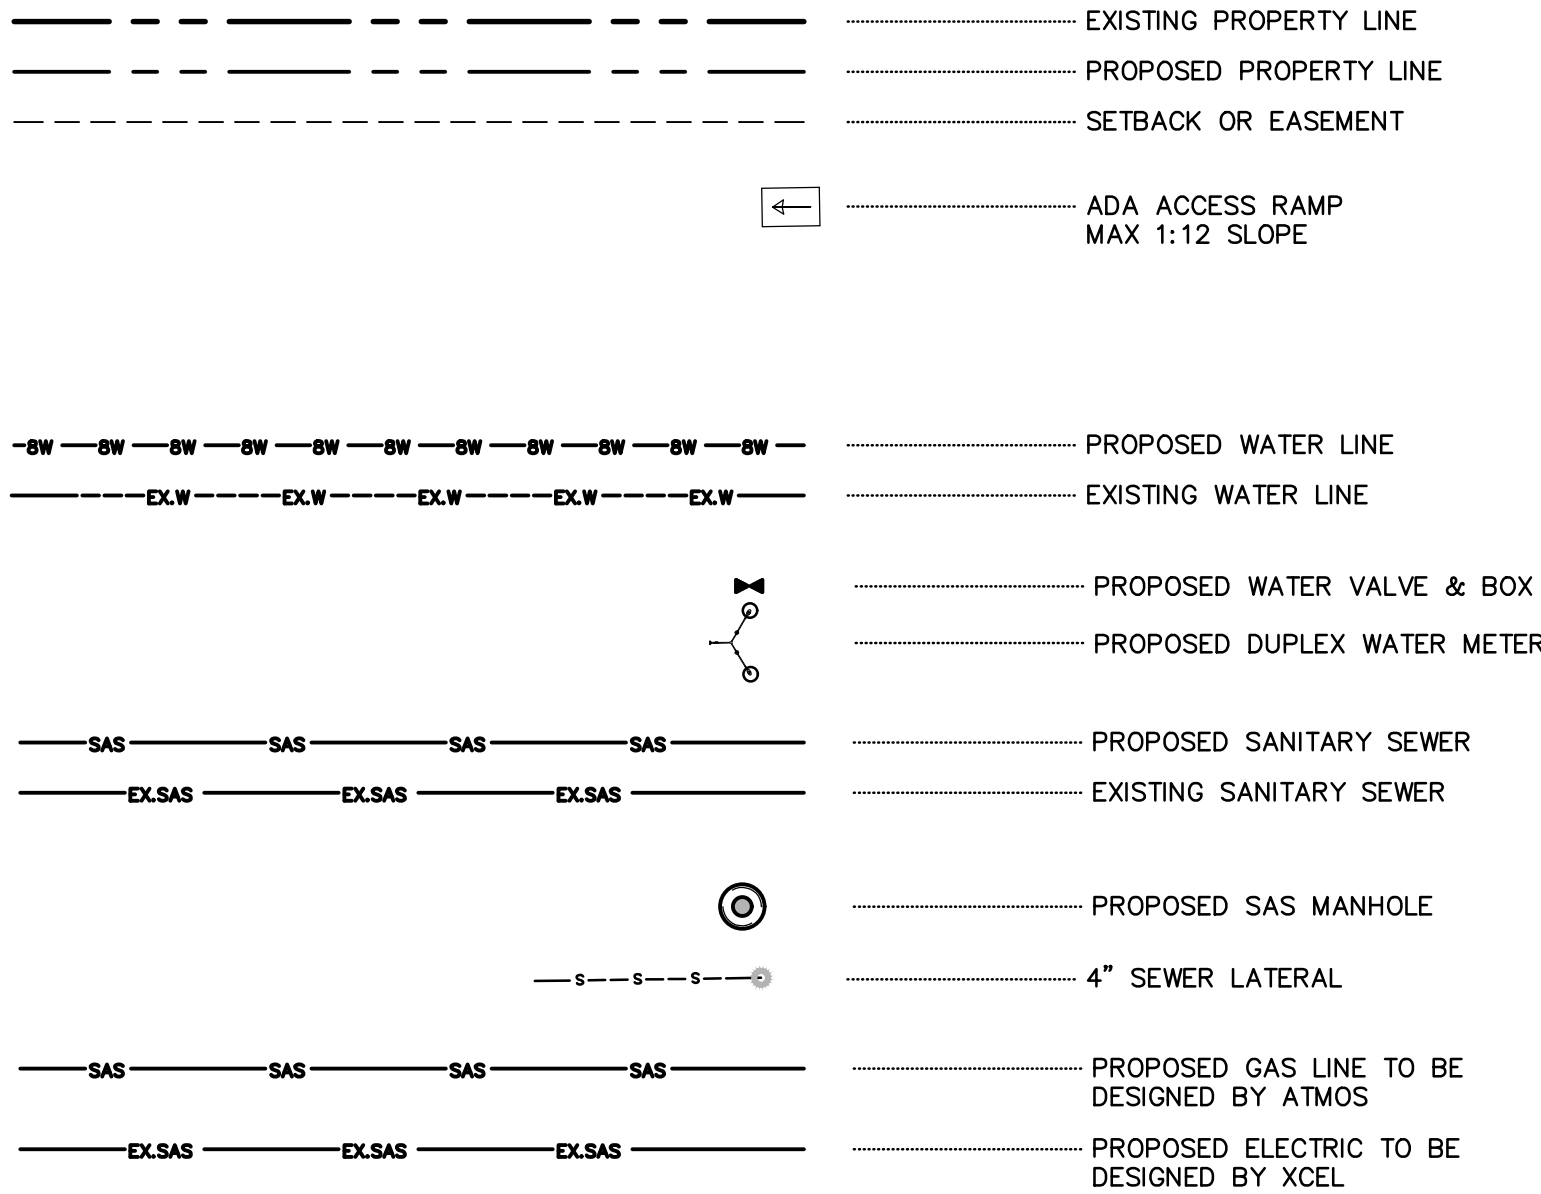 EXISTING PROPERTY LINE
PROPOSED PROPERTY LINE
SETBACK OR EASEMENT
ADA ACCESS RAMP
MAX 1:12 SLOPE
8W 8W 8W 8W 8W 8W 8W 8W 8W 8W 8W PROPOSED WATER LINE
EX.W EX.W EX.W EX.W EX.W EXISTING WATER LINE
PROPOSED WATER VALVE & BOX
PROPOSED DUPLEX WATER METER
SAS SAS SAS SAS PROPOSED SANITARY SEWER
EX.SAS EX.SAS EX.SAS EXISTING SANITARY SEWER
PROPOSED SAS MANHOLE
S S S 4” SEWER LATERAL
SAS SAS SAS SAS PROPOSED GAS LINE TO BE
DESIGNED BY ATMOS
EX.SAS EX.SAS EX.SAS PROPOSED ELECTRIC TO BE
DESIGNED BY XCEL